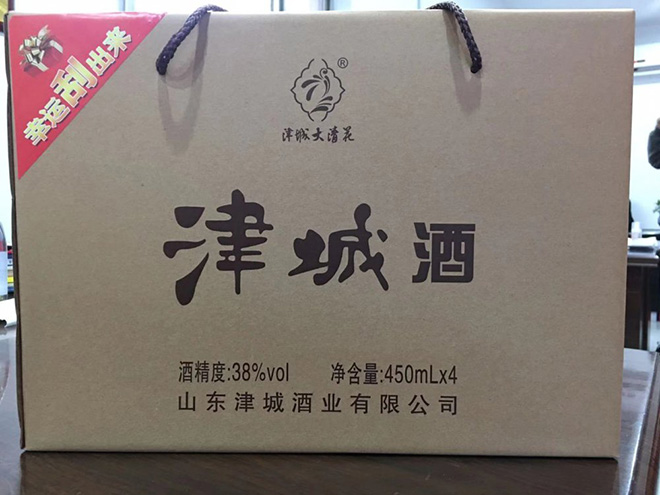 幸运刮出来
®
津城大清花
津城酒
酒精度:38%vol 净含量:450mLx4
山东津城酒业有限公司